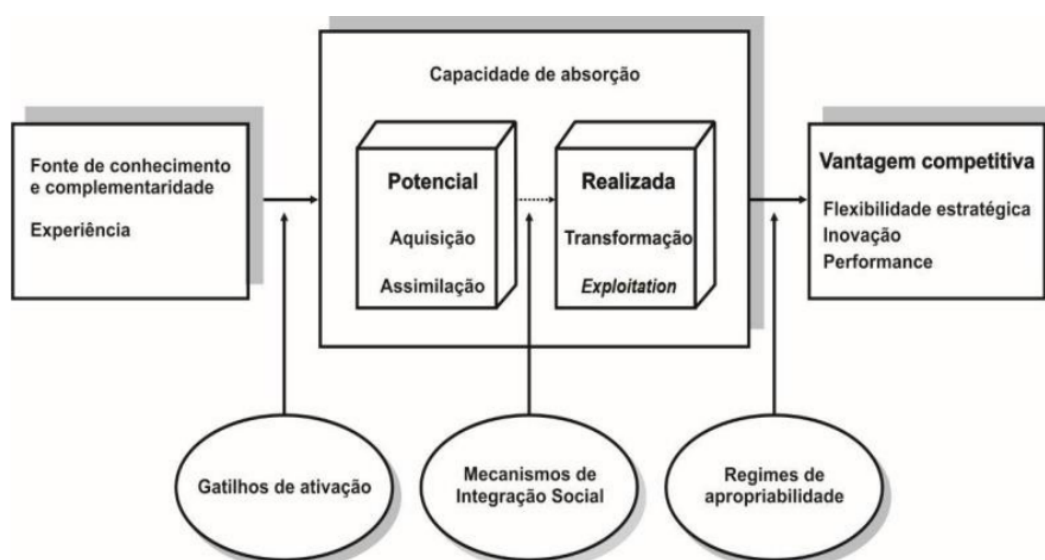 Capacidade de absorção
Fonte de conhecimento
e complementaridade
Experiência
Potencial
Aquisição
Assimilação
Realizada
Transformação
Exploitation
Vantagem competitiva
Flexibilidade estratégica
Inovação
Performance
Gatilhos de ativação
Mecanismos de
Integração Social
Regimes de
apropriabilidade